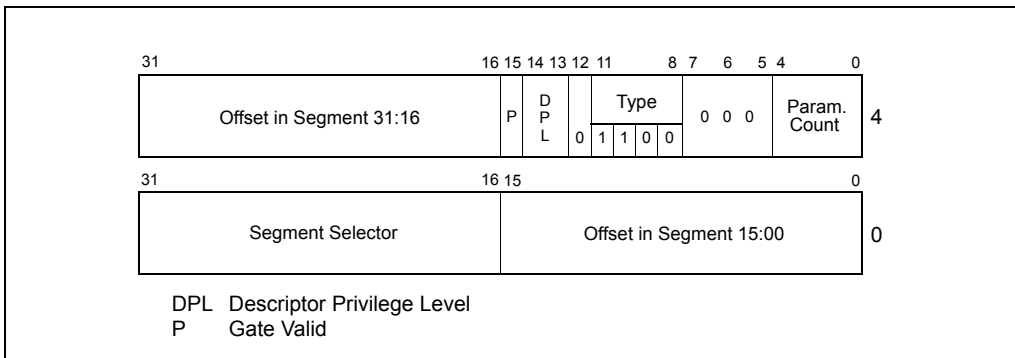 31 16 15 14 13 12 11 8 7 6 5 4 0
Offset in Segment 31:16 P D P L 0 Type 1 1 0 0 0 0 0 Param. Count 4
31 16 15 0
Segment Selector Offset in Segment 15:00 0
DPL Descriptor Privilege Level
P Gate Valid